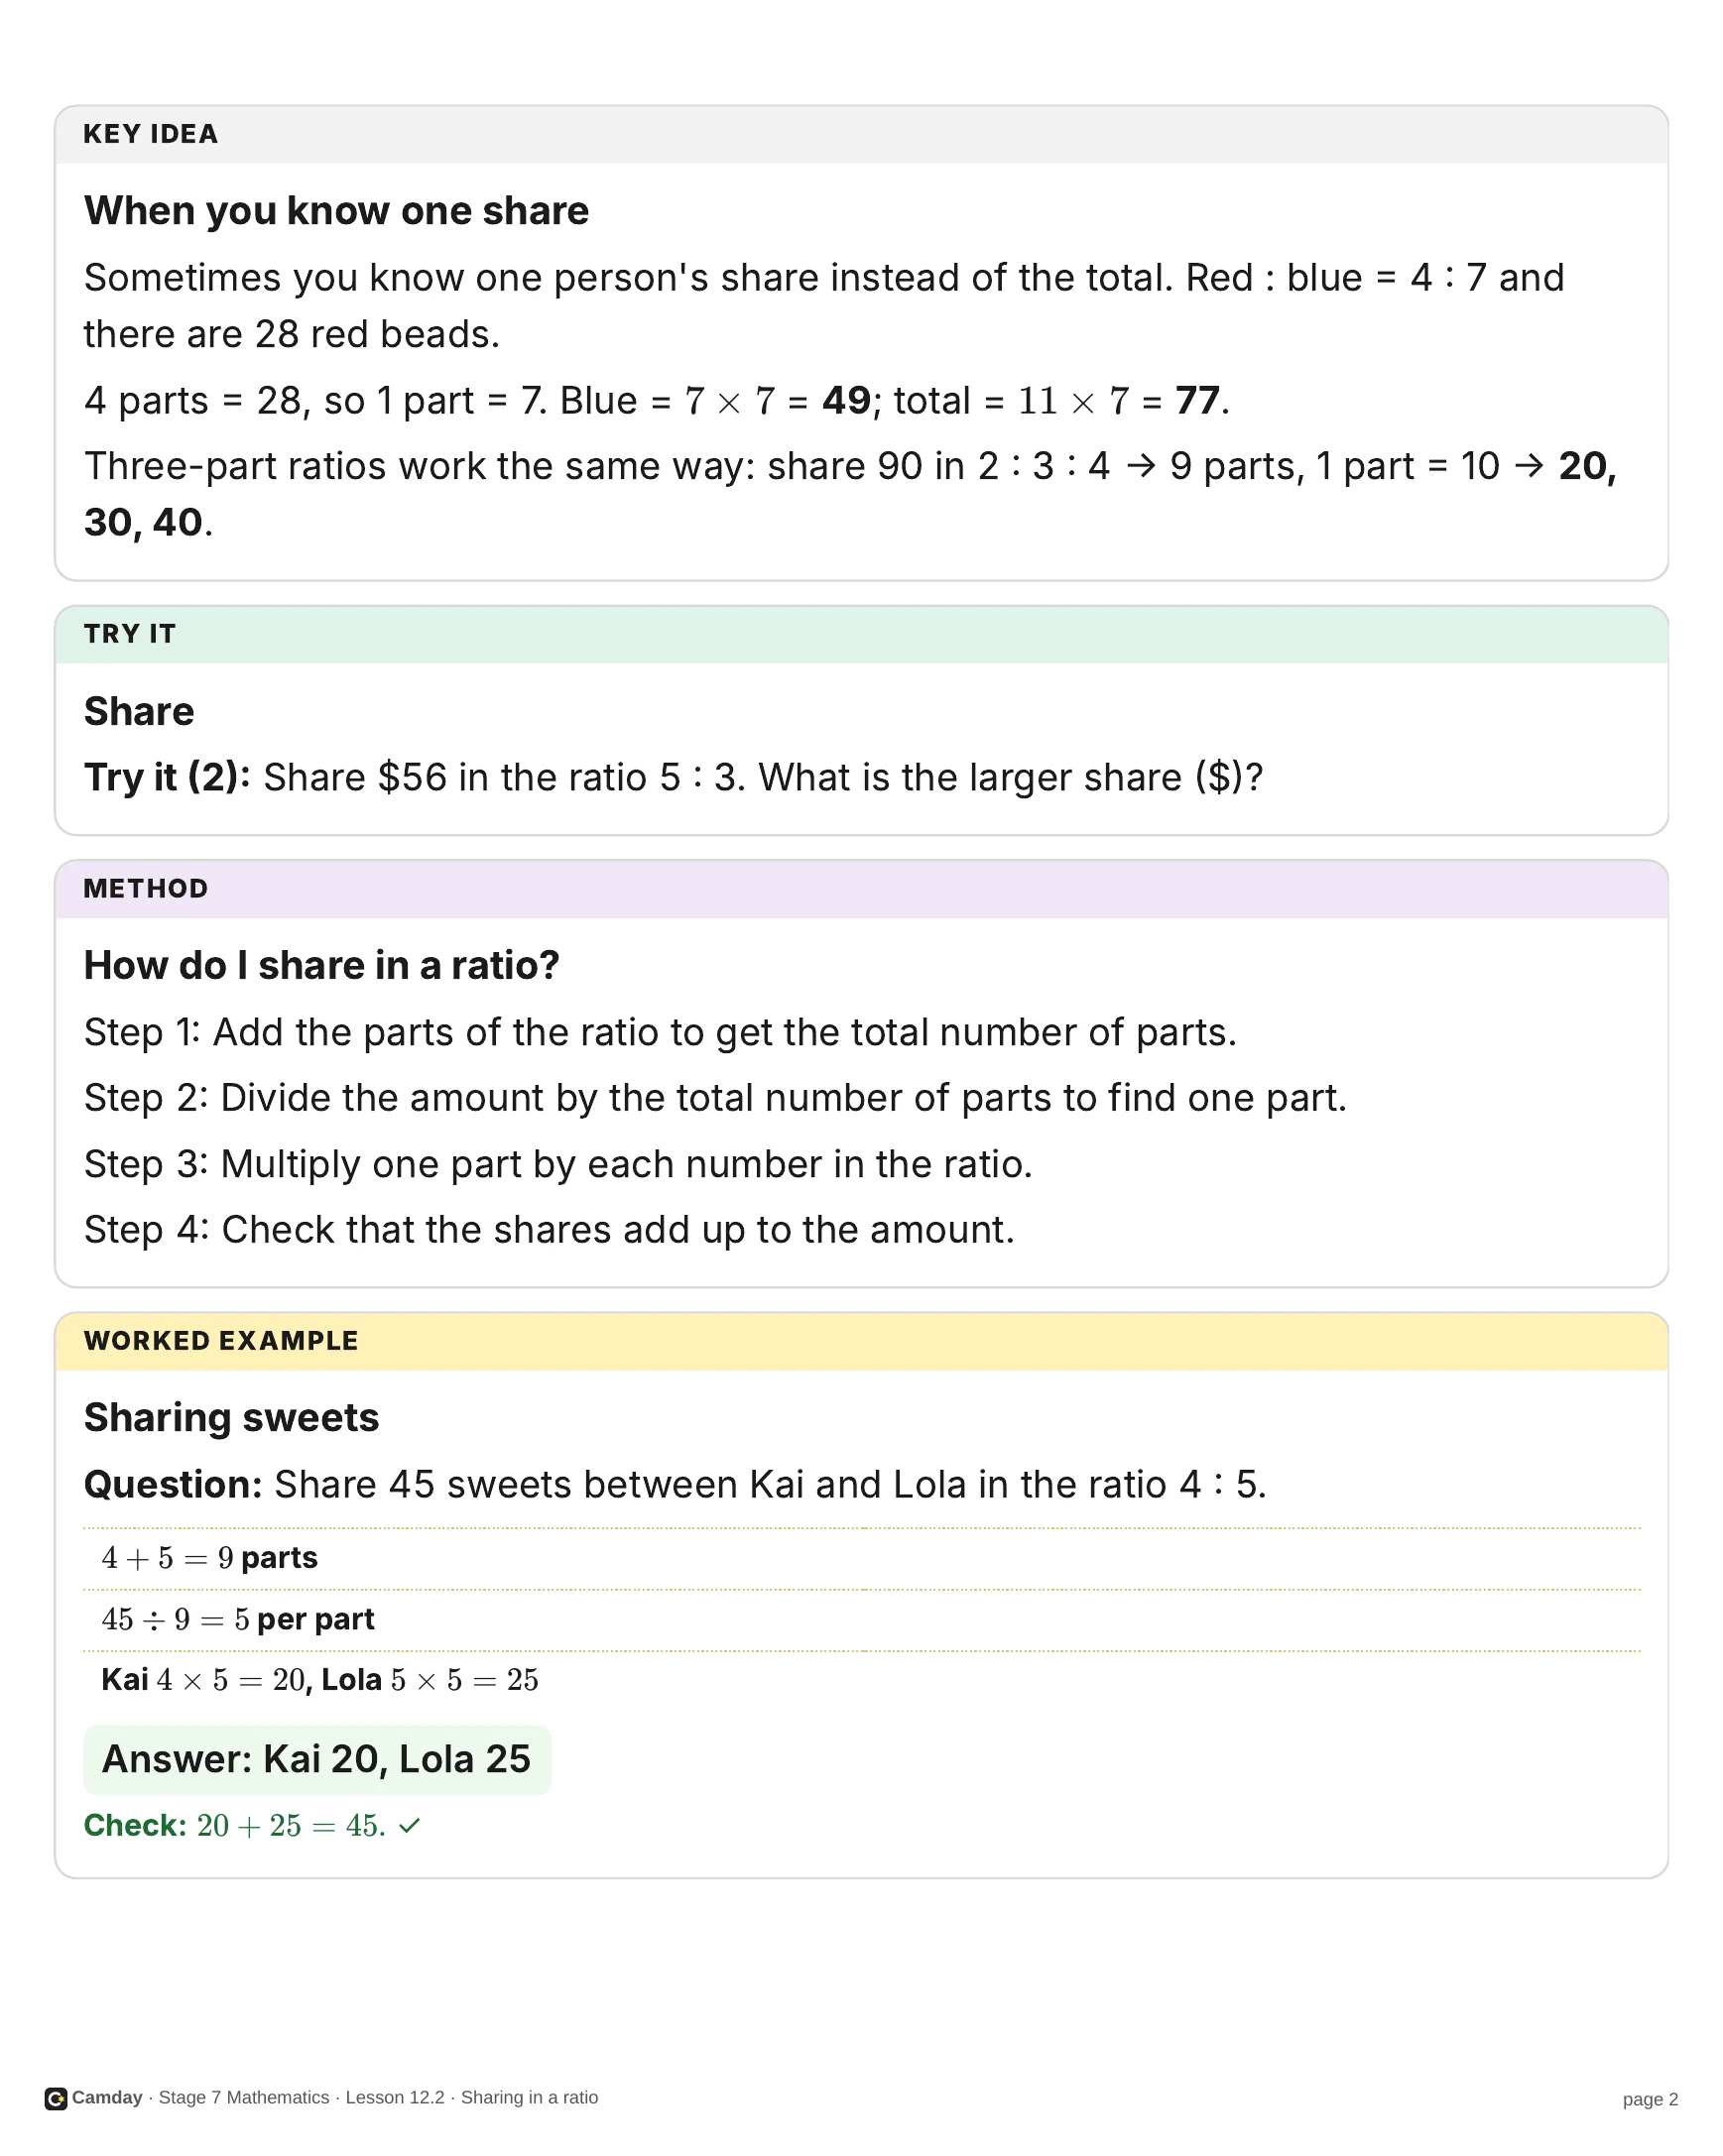 KEY IDEA
When you know one share
Sometimes you know one person's share instead of the total. Red : blue = 4 : 7 and
there are 28 red beads.
4 parts = 28, so 1 part = 7. Blue = 7 × 7 = 49; total = 11 × 7 = 77.
Three-part ratios work the same way: share 90 in 2 : 3 : 4 → 9 parts, 1 part = 10 → 20,
30, 40.
TRY IT
Share
Try it (2): Share $56 in the ratio 5 : 3. What is the larger share ($)?
METHOD
How do I share in a ratio?
Step 1: Add the parts of the ratio to get the total number of parts.
Step 2: Divide the amount by the total number of parts to find one part.
Step 3: Multiply one part by each number in the ratio.
Step 4: Check that the shares add up to the amount.
WORKED EXAMPLE
Sharing sweets
Question: Share 45 sweets between Kai and Lola in the ratio 4 : 5.
4 + 5 = 9 parts
45 ÷ 9 = 5 per part
Kai 4 × 5 = 20, Lola 5 × 5 = 25
Answer: Kai 20, Lola 25
Check: 20 + 25 = 45. ✓
Camday · Stage 7 Mathematics · Lesson 12.2 · Sharing in a ratio
page 2